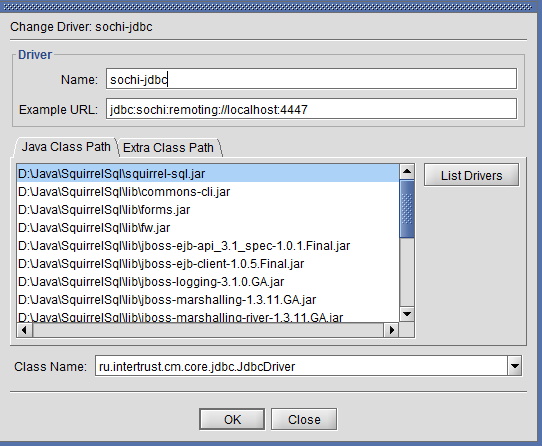 Change Driver: sochi-jdbc
Driver
Name: sochi-jdbc
Example URL: jdbc:sochi:remoting://localhost:4447
Java Class Path Extra Class Path
D:\Java\SquirrelSql\squirrel-sql.jar
List Drivers
D:\Java\SquirrelSql\lib\commons-cli.jar
D:\Java\SquirrelSql\lib\forms.jar
D:\Java\SquirrelSql\lib\fw.jar
D:\Java\SquirrelSql\lib\jboss-ejb-api_3.1_spec-1.0.1.Final.jar
D:\Java\SquirrelSql\lib\jboss-ejb-client-1.0.5.Final.jar
D:\Java\SquirrelSql\lib\jboss-logging-3.1.0.GA.jar
D:\Java\SquirrelSql\lib\jboss-marshalling-1.3.11.GA.jar
D:\Java\SquirrelSql\lib\jboss-marshalling-river-1.3.11.GA.jar
Class Name: ru.intertrust.cm.core.jdbc.JdbcDriver
OK Close